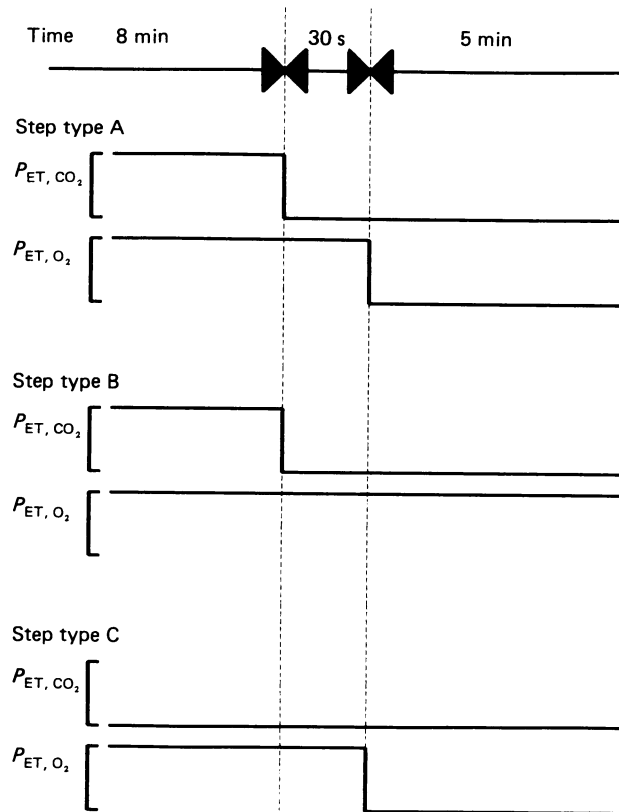 Time 8 min 30 s 5 min
Step type A
P_ET, CO₂
P_ET, O₂
Step type B
P_ET, CO₂
P_ET, O₂
Step type C
P_ET, CO₂
P_ET, O₂